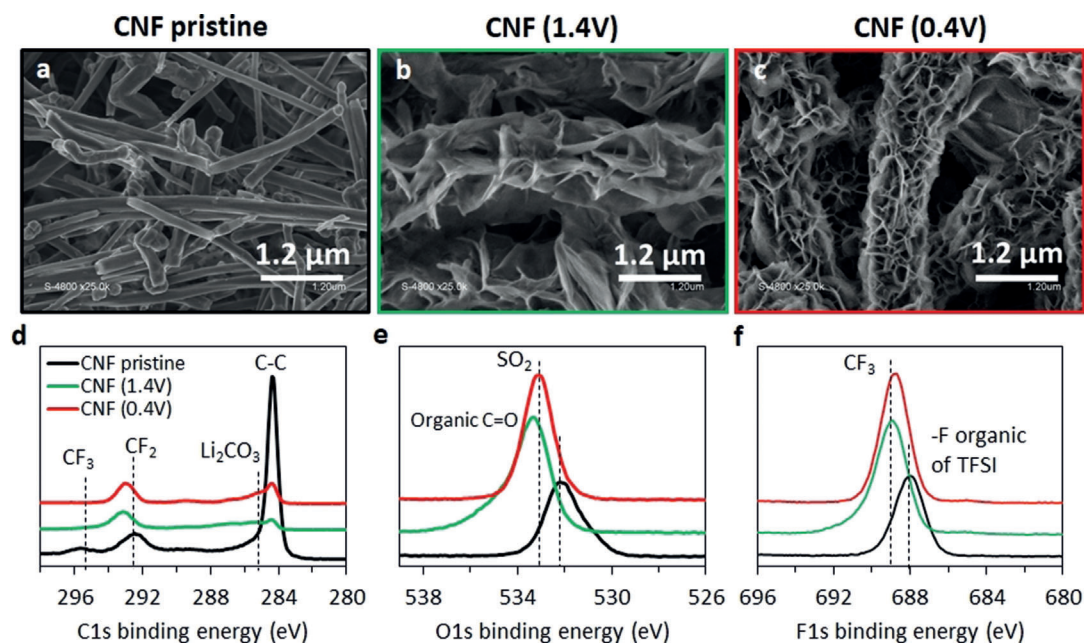 CNF pristine
CNF (1.4V)
CNF (0.4V)
a
1.2 µm
S-4800 x25.0k
1.20um
b
1.2 µm
S-4800 x25.0k
1.20um
c
1.2 µm
S-4800 x25.0k
1.20um
d
CNF pristine
CNF (1.4V)
CNF (0.4V)
C-C
CF3
CF2
Li2CO3
296 292 288 284 280
C1s binding energy (eV)
e
SO2
Organic C=O
538 534 530 526
O1s binding energy (eV)
f
CF3
-F organic
of TFSI
696 692 688 684 680
F1s binding energy (eV)